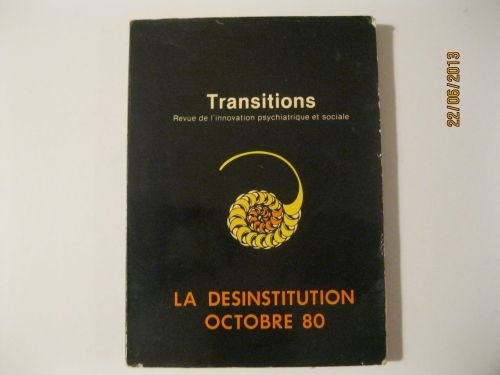 Transitions
Revue de l'innovation psychiatrique et sociale
LA DESINSTITUTION
OCTOBRE 80
22/06/2013